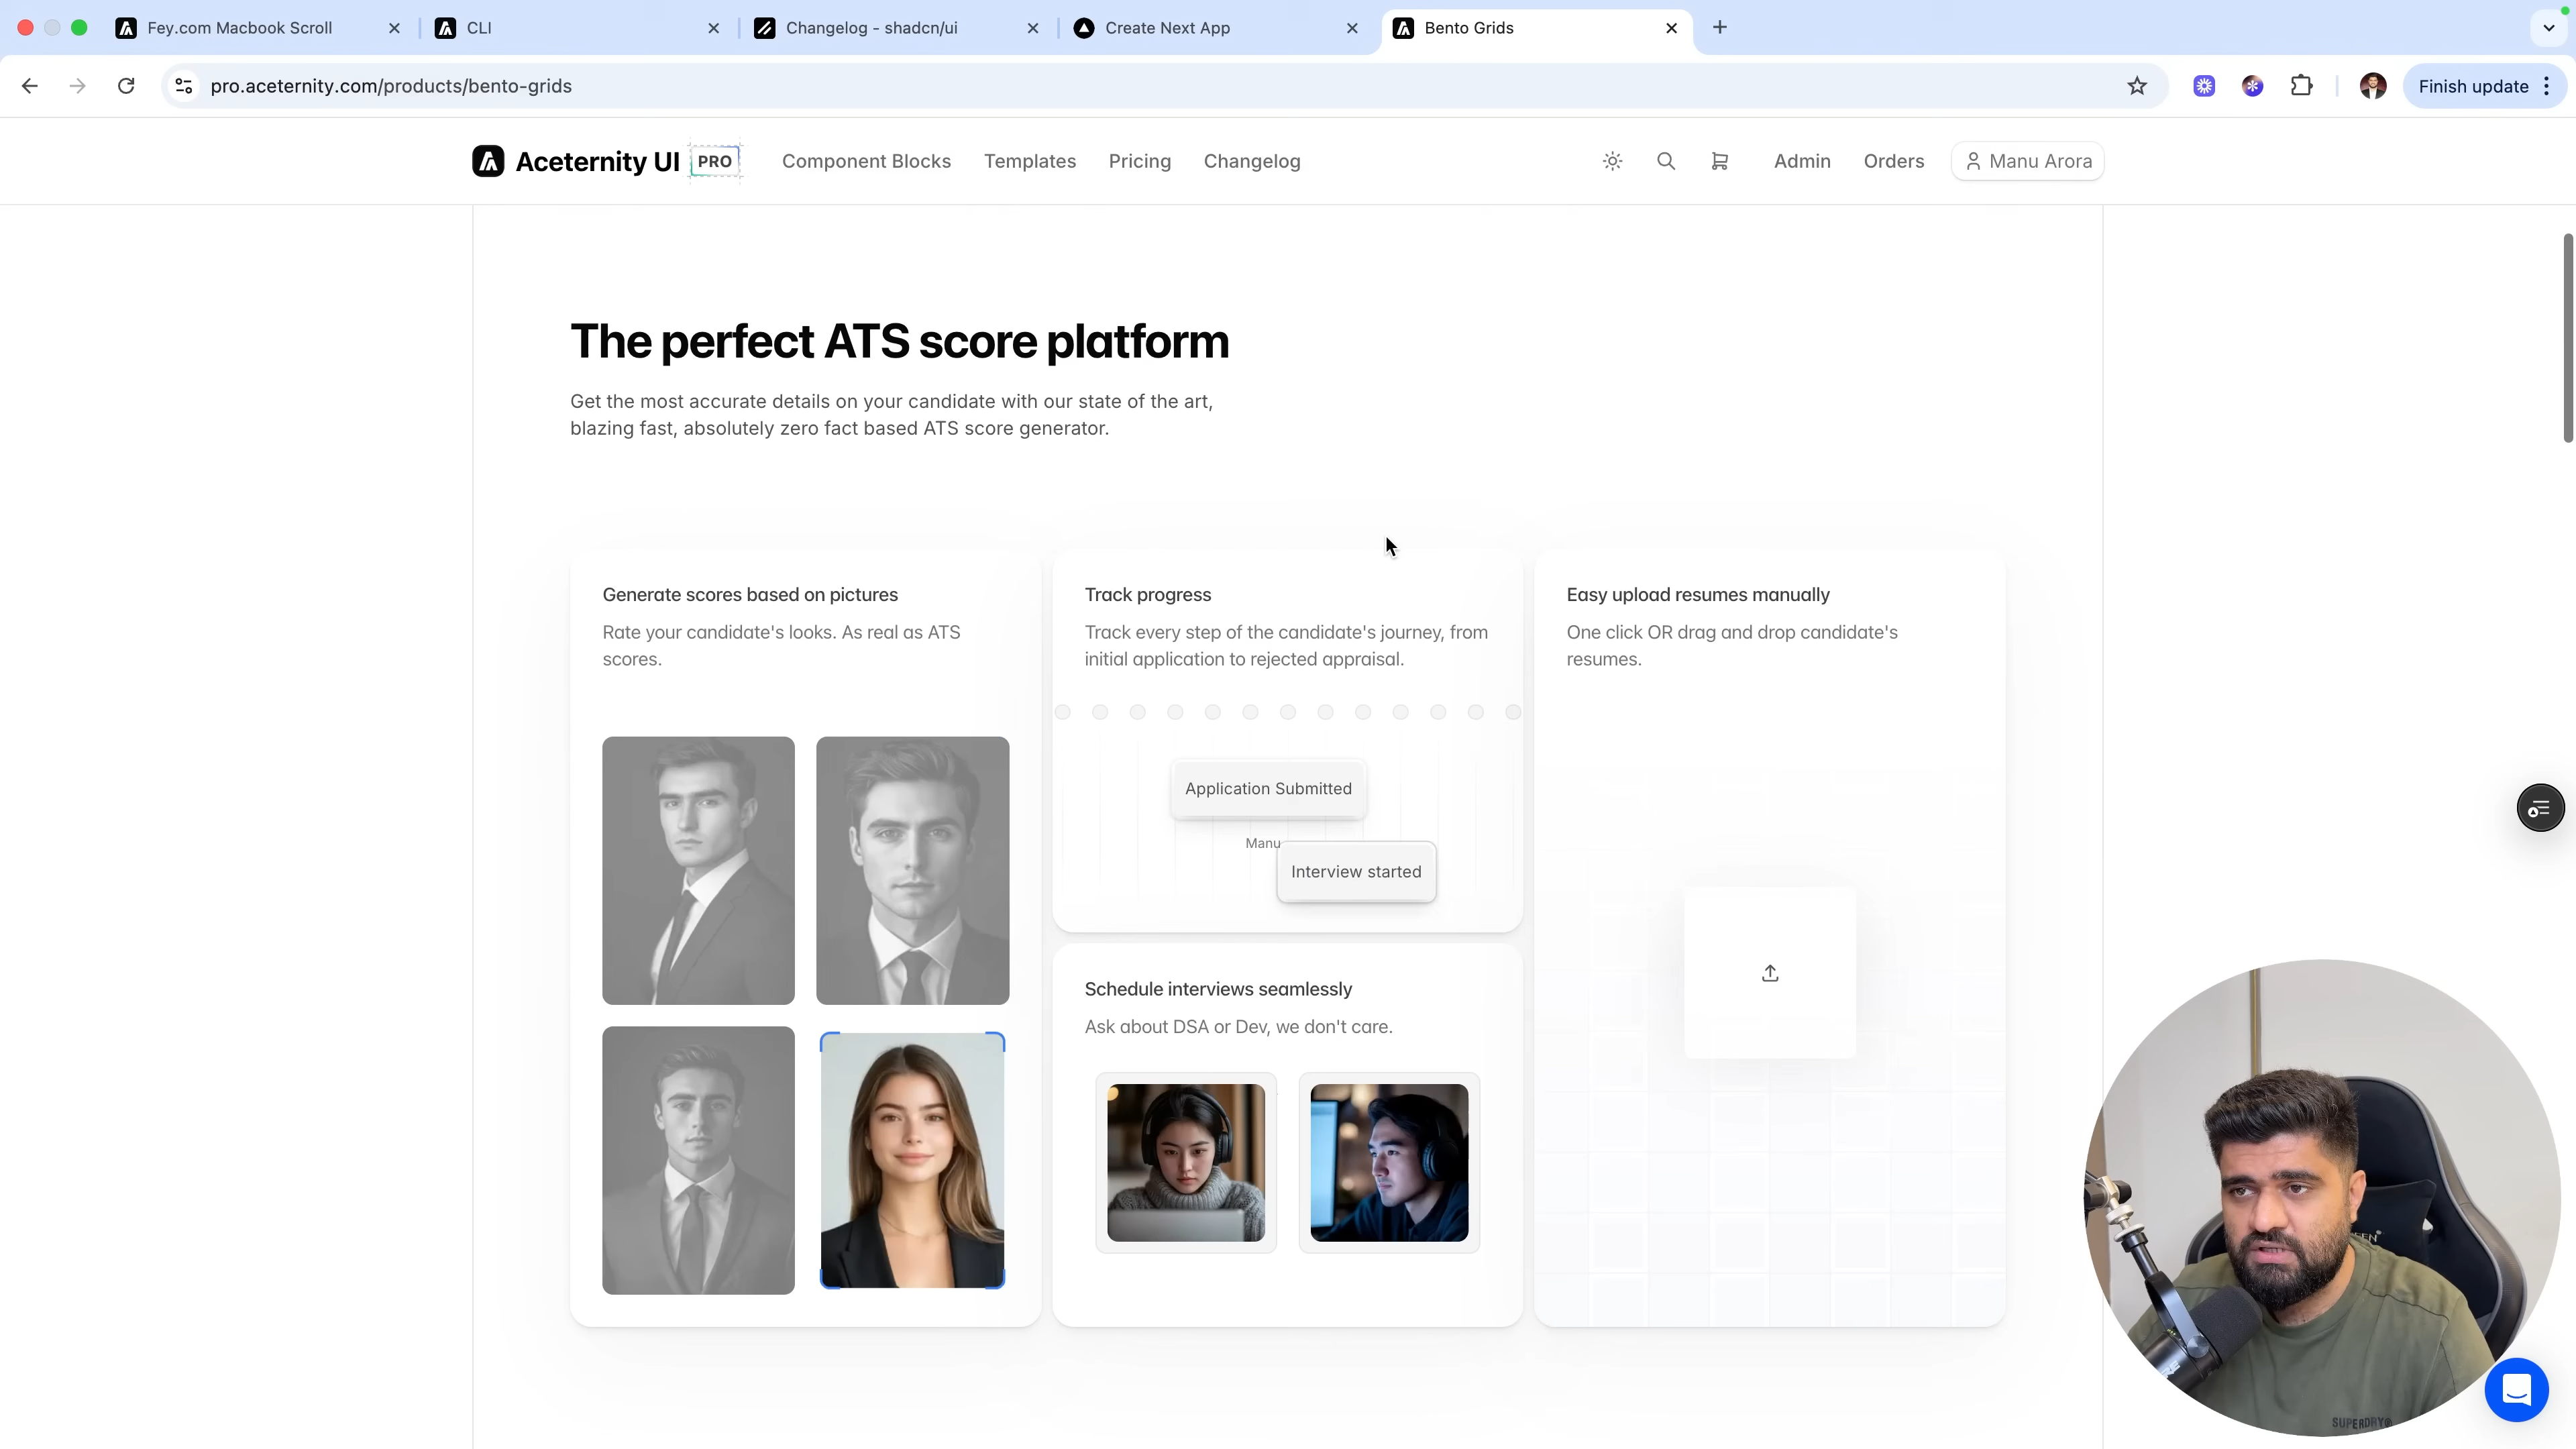 Fey.com Macbook Scroll
CLI
Changelog - shadcn/ui
Create Next App
Bento Grids
pro.aceternity.com/products/bento-grids
Finish update
Aceternity UI PRO
Component Blocks
Templates
Pricing
Changelog
Admin
Orders
Manu Arora
The perfect ATS score platform
Get the most accurate details on your candidate with our state of the art,
blazing fast, absolutely zero fact based ATS score generator.
Generate scores based on pictures
Rate your candidate's looks. As real as ATS
scores.
Track progress
Track every step of the candidate's journey, from
initial application to rejected appraisal.
Application Submitted
Manu
Interview started
Schedule interviews seamlessly
Ask about DSA or Dev, we don't care.
Easy upload resumes manually
One click OR drag and drop candidate's
resumes.
SUPERDRY